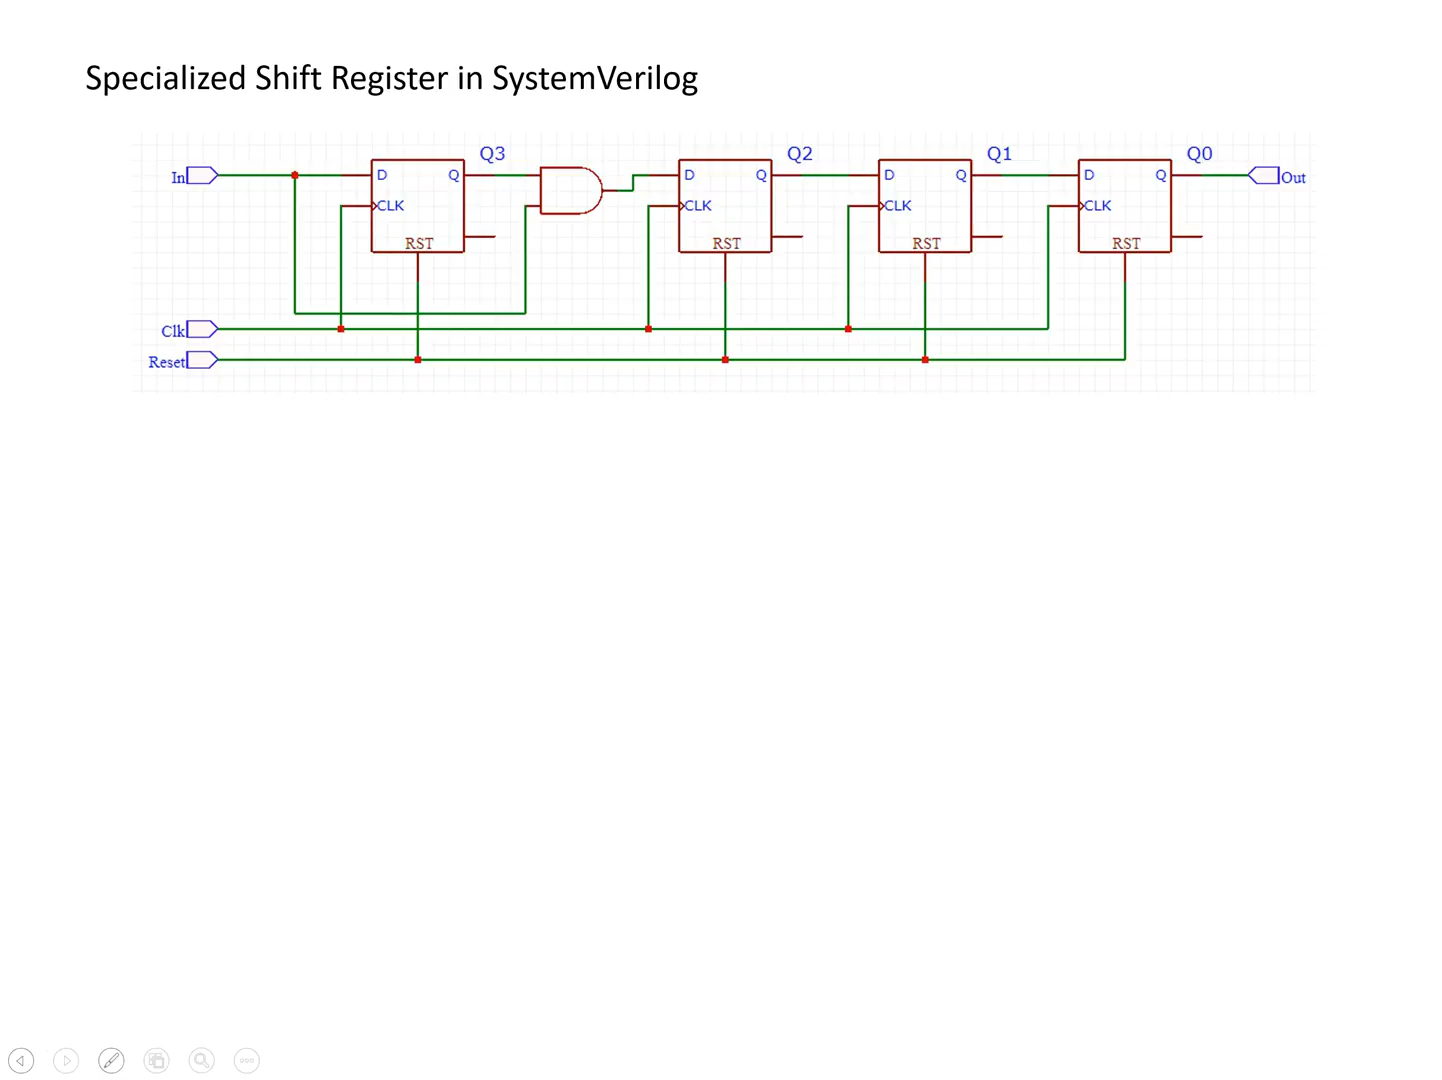 Specialized Shift Register in SystemVerilog
Q3 Q2 Q1 Q0
In D Q D Q D Q D Q Out
CLK CLK CLK CLK
RST RST RST RST
Clk
Reset